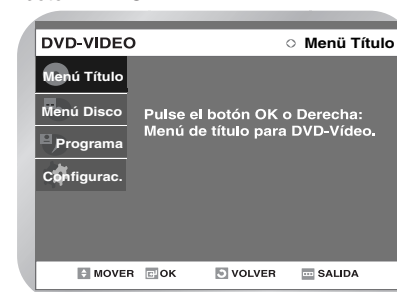 DVD-VIDEO
Menü Título
Menú Título
Menú Disco
Programa
Configurac.
Pulse el botón OK o Derecha:
Menú de título para DVD-Vídeo.
MOVER OK VOLVER SALIDA